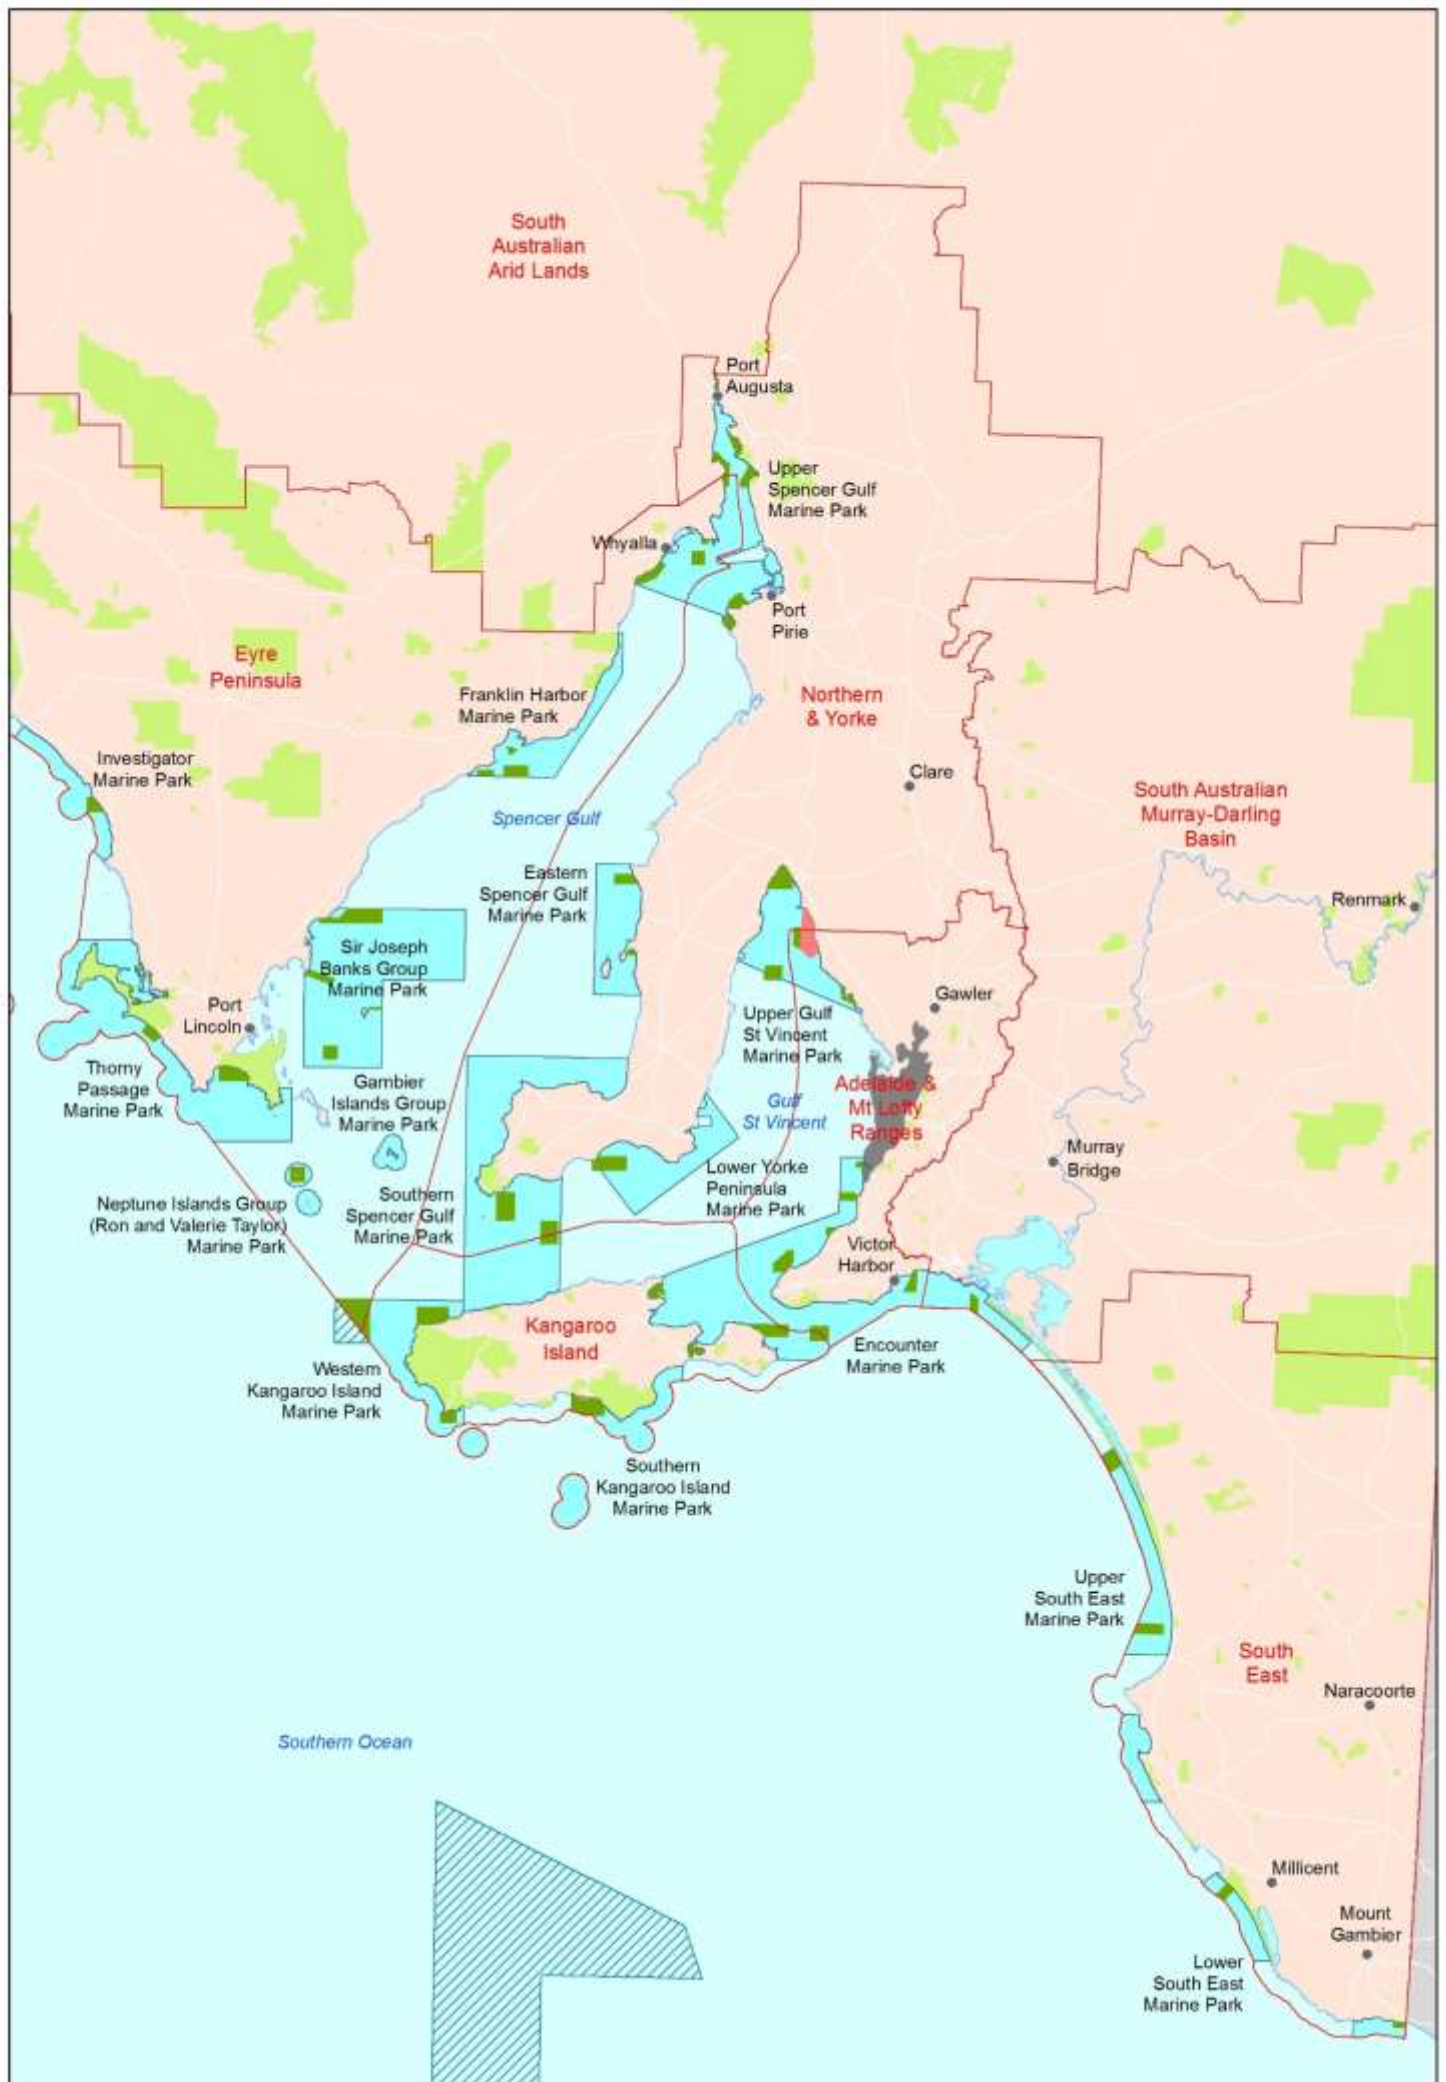 South
Australian
Arid Lands
Port
Augusta
Upper
Spencer Gulf
Marine Park
Whyalla
Port
Pirie
Eyre
Peninsula
Franklin Harbor
Marine Park
Northern
& Yorke
Investigator
Marine Park
Clare
South Australian
Murray-Darling
Basin
Spencer Gulf
Eastern
Spencer Gulf
Marine Park
Renmark
Sir Joseph
Banks Group
Marine Park
Port
Lincoln
Gawler
Upper Gulf
St Vincent
Marine Park
Thorny
Passage
Marine Park
Gambier
Islands Group
Marine Park
Adelaide &
Mt Lofty
Ranges
Gulf
St Vincent
Murray
Bridge
Lower Yorke
Peninsula
Marine Park
Neptune Islands Group
(Ron and Valerie Taylor)
Marine Park
Southern
Spencer Gulf
Marine Park
Victor
Harbor
Kangaroo
Island
Encounter
Marine Park
Western
Kangaroo Island
Marine Park
Southern
Kangaroo Island
Marine Park
Upper
South East
Marine Park
South
East
Naracoorte
Southern Ocean
Millicent
Mount
Gambier
Lower
South East
Marine Park